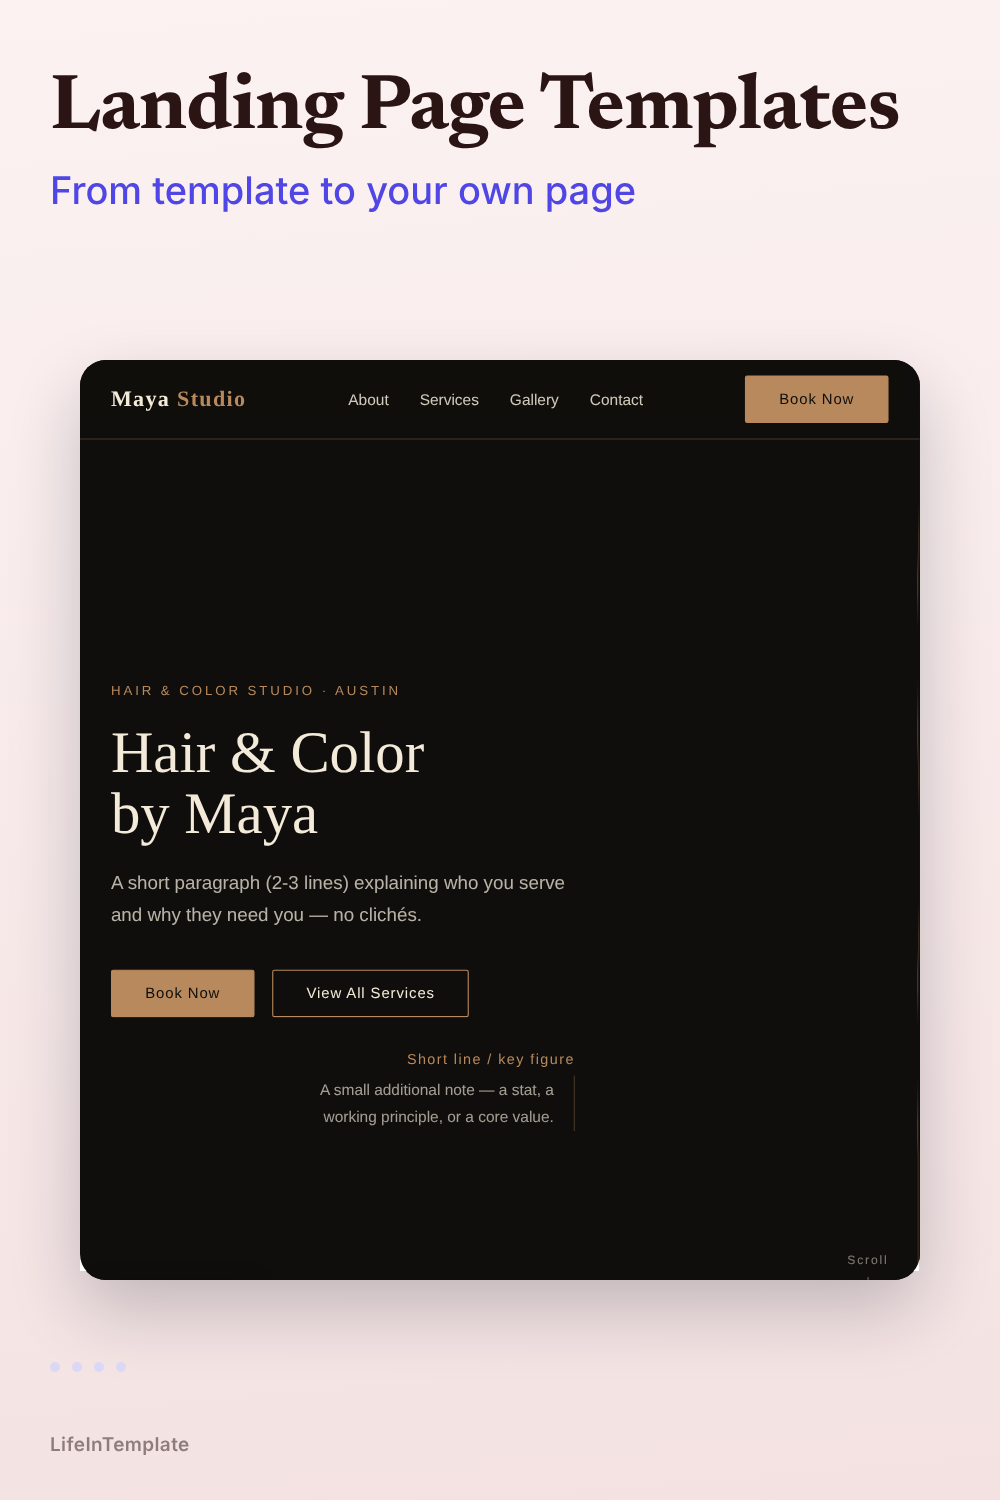 Landing Page Templates
From template to your own page
Maya Studio
About Services Gallery Contact
Book Now
HAIR & COLOR STUDIO · AUSTIN
Hair & Color
by Maya
A short paragraph (2-3 lines) explaining who you serve
and why they need you — no clichés.
Book Now
View All Services
Short line / key figure
A small additional note — a stat, a
working principle, or a core value.
Scroll
LifeInTemplate